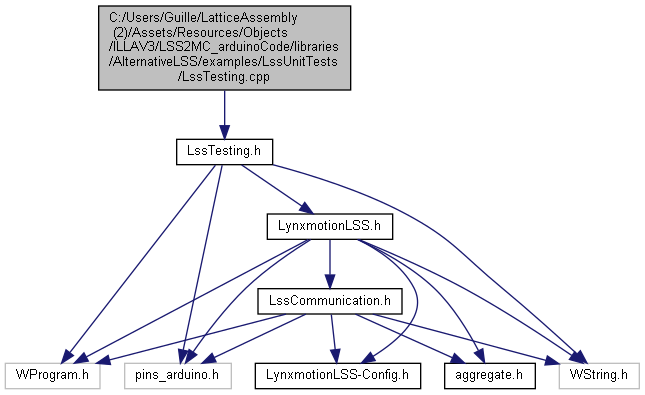 C:/Users/Guille/LatticeAssembly
(2)/Assets/Resources/Objects
/ILLAV3/LSS2MC_arduinoCode/libraries
/AlternativeLSS/examples/LssUnitTests
/LssTesting.cpp
LssTesting.h
LynxmotionLSS.h
LssCommunication.h
WProgram.h
pins_arduino.h
LynxmotionLSS-Config.h
aggregate.h
WString.h